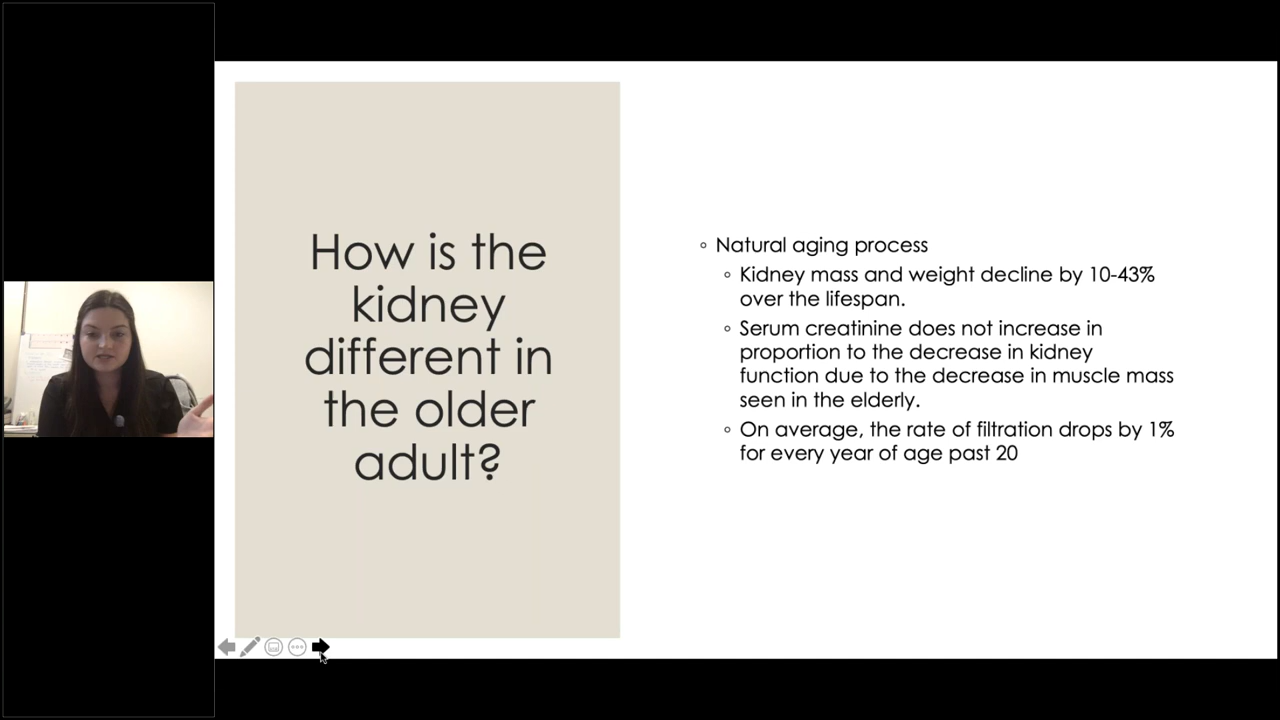 How is the
kidney
different in
the older
adult?
Natural aging process
Kidney mass and weight decline by 10-43%
over the lifespan.
Serum creatinine does not increase in
proportion to the decrease in kidney
function due to the decrease in muscle mass
seen in the elderly.
On average, the rate of filtration drops by 1%
for every year of age past 20